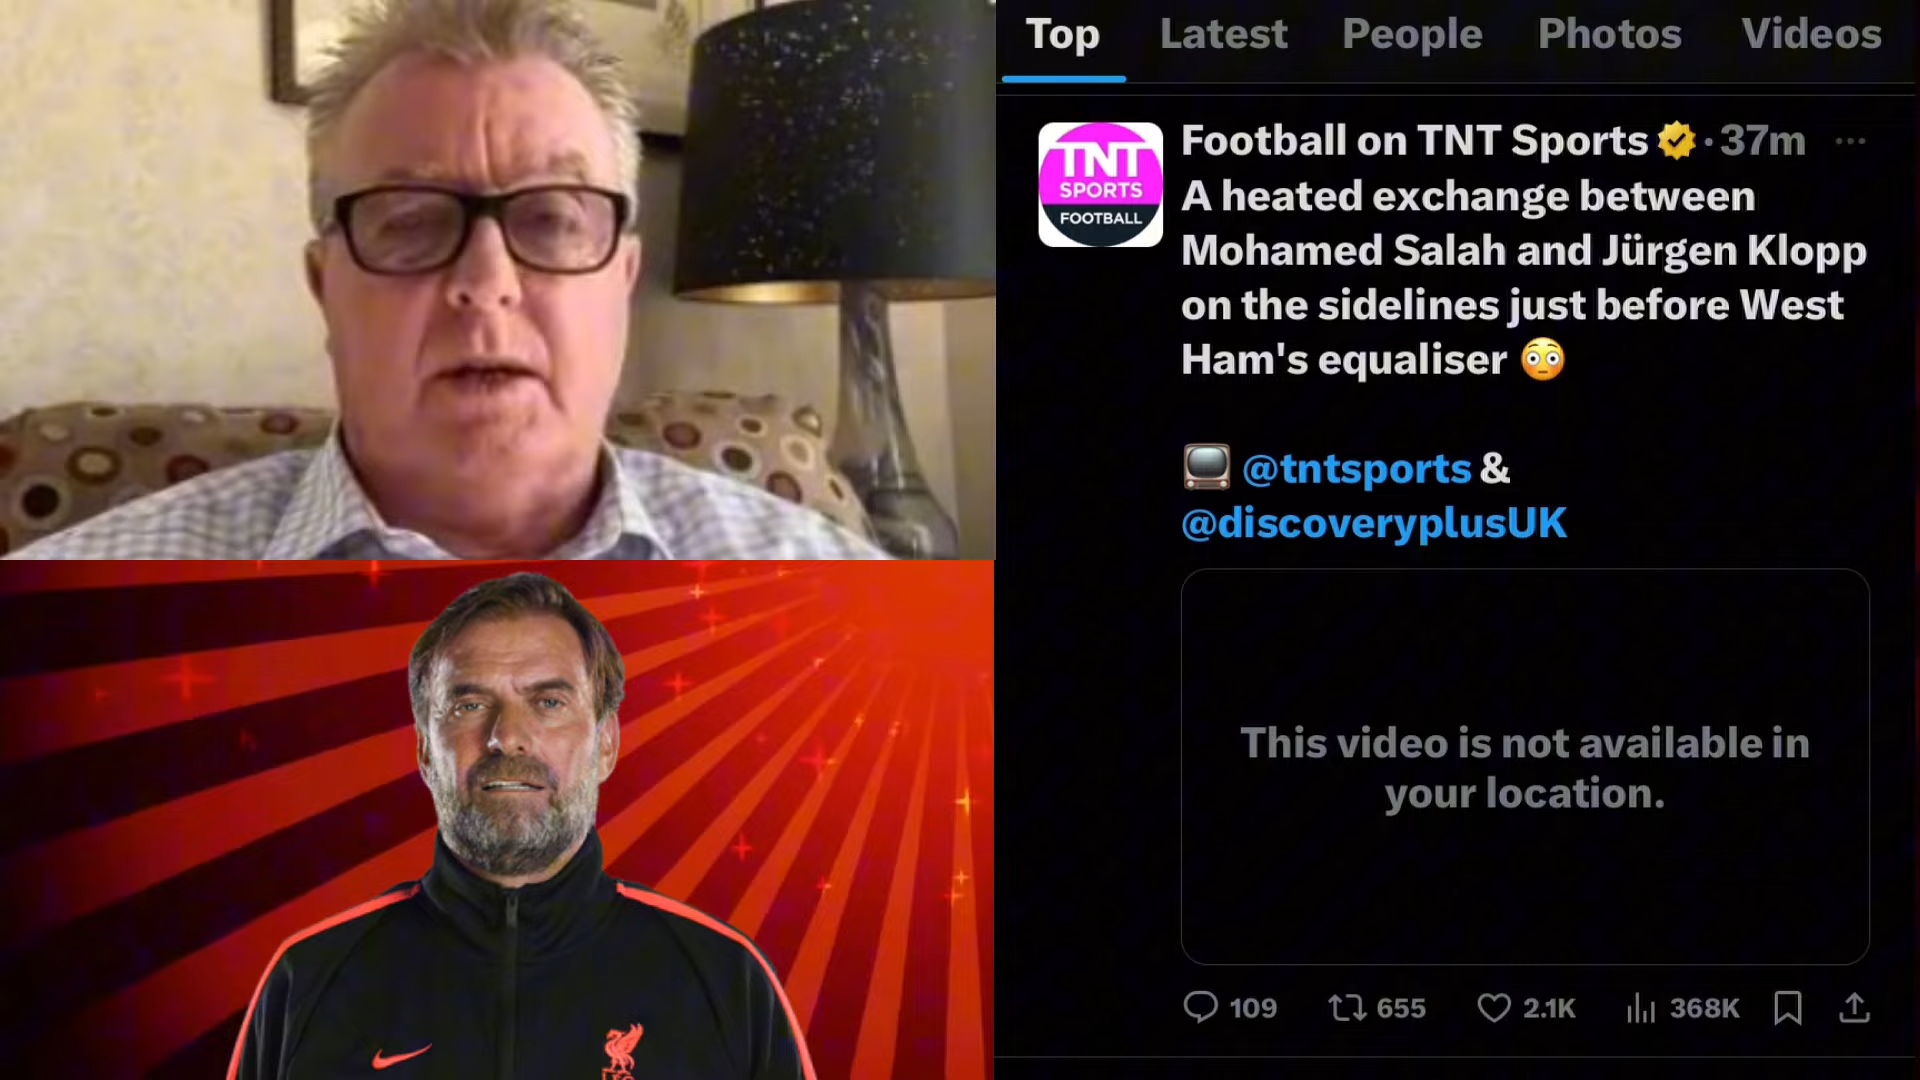 Top Latest People Photos Videos
TNT
SPORTS
FOOTBALL
Football on TNT Sports · 37m ...
A heated exchange between
Mohamed Salah and Jürgen Klopp
on the sidelines just before West
Ham's equaliser 😳
📺 @tntsports &
@discoveryplusUK
This video is not available in
your location.
109 655 2.1K 368K